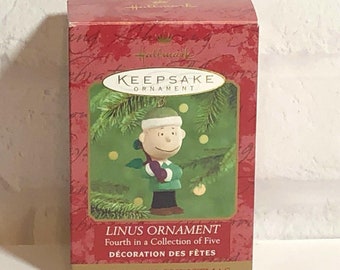 Hallmark
KEEPSAKE
ORNAMENT
LINUS ORNAMENT
Fourth in a Collection of Five
DÉCORATION DES FÊTES